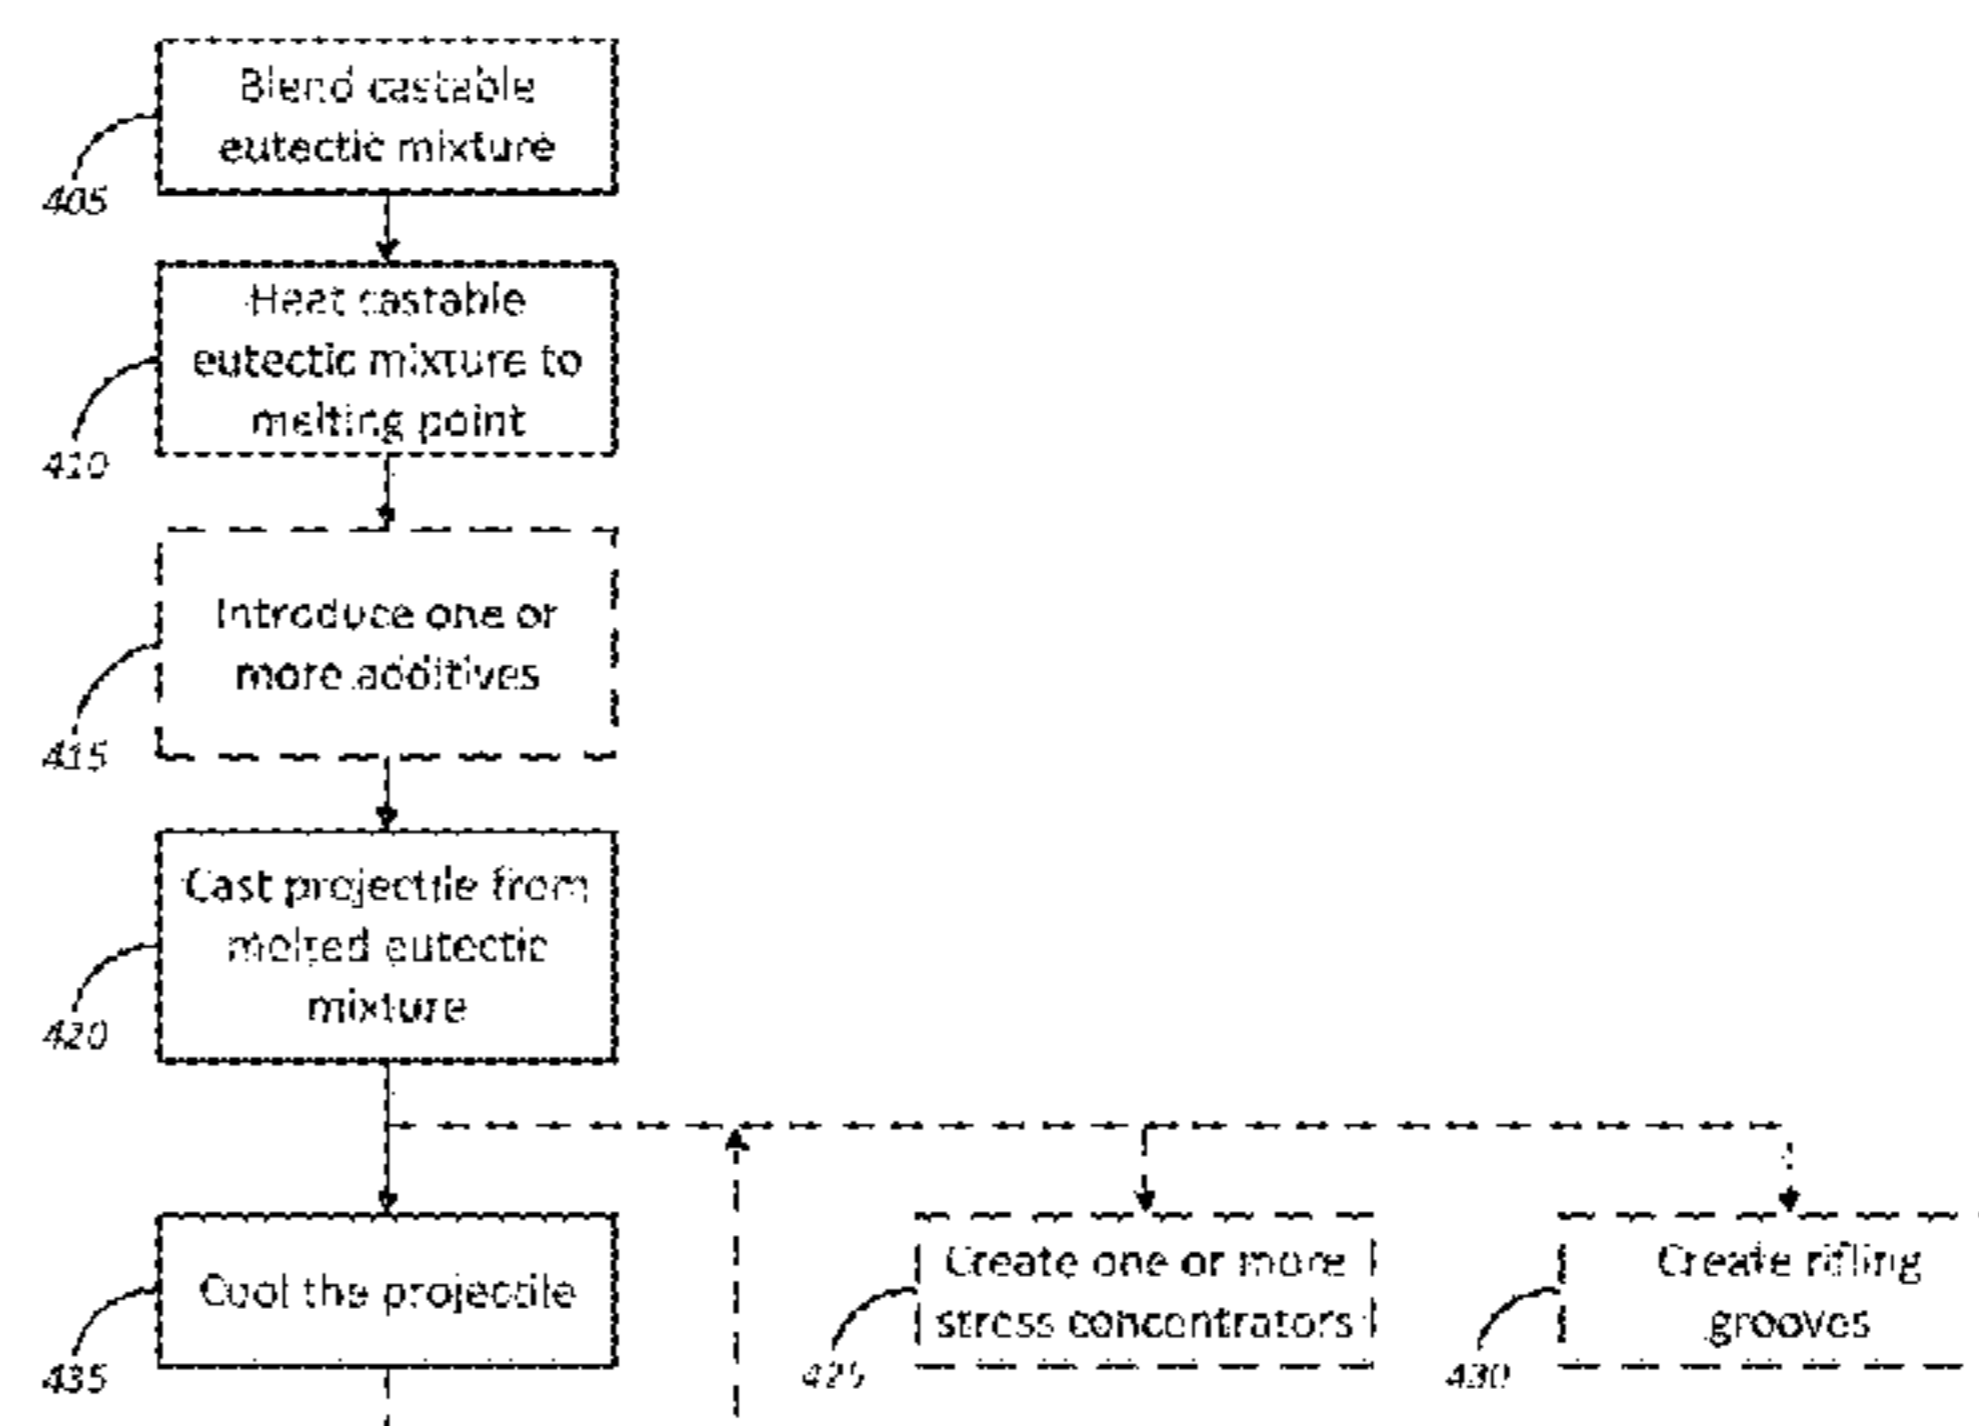 Blend castable
eutectic mixture
405
Heat castable
eutectic mixture to
melting point
410
Introduce one or
more additives
415
Cast projectile from
melted eutectic
mixture
420
Cool the projectile
435
Create one or more
stress concentrators
425
Create rifling
grooves
430